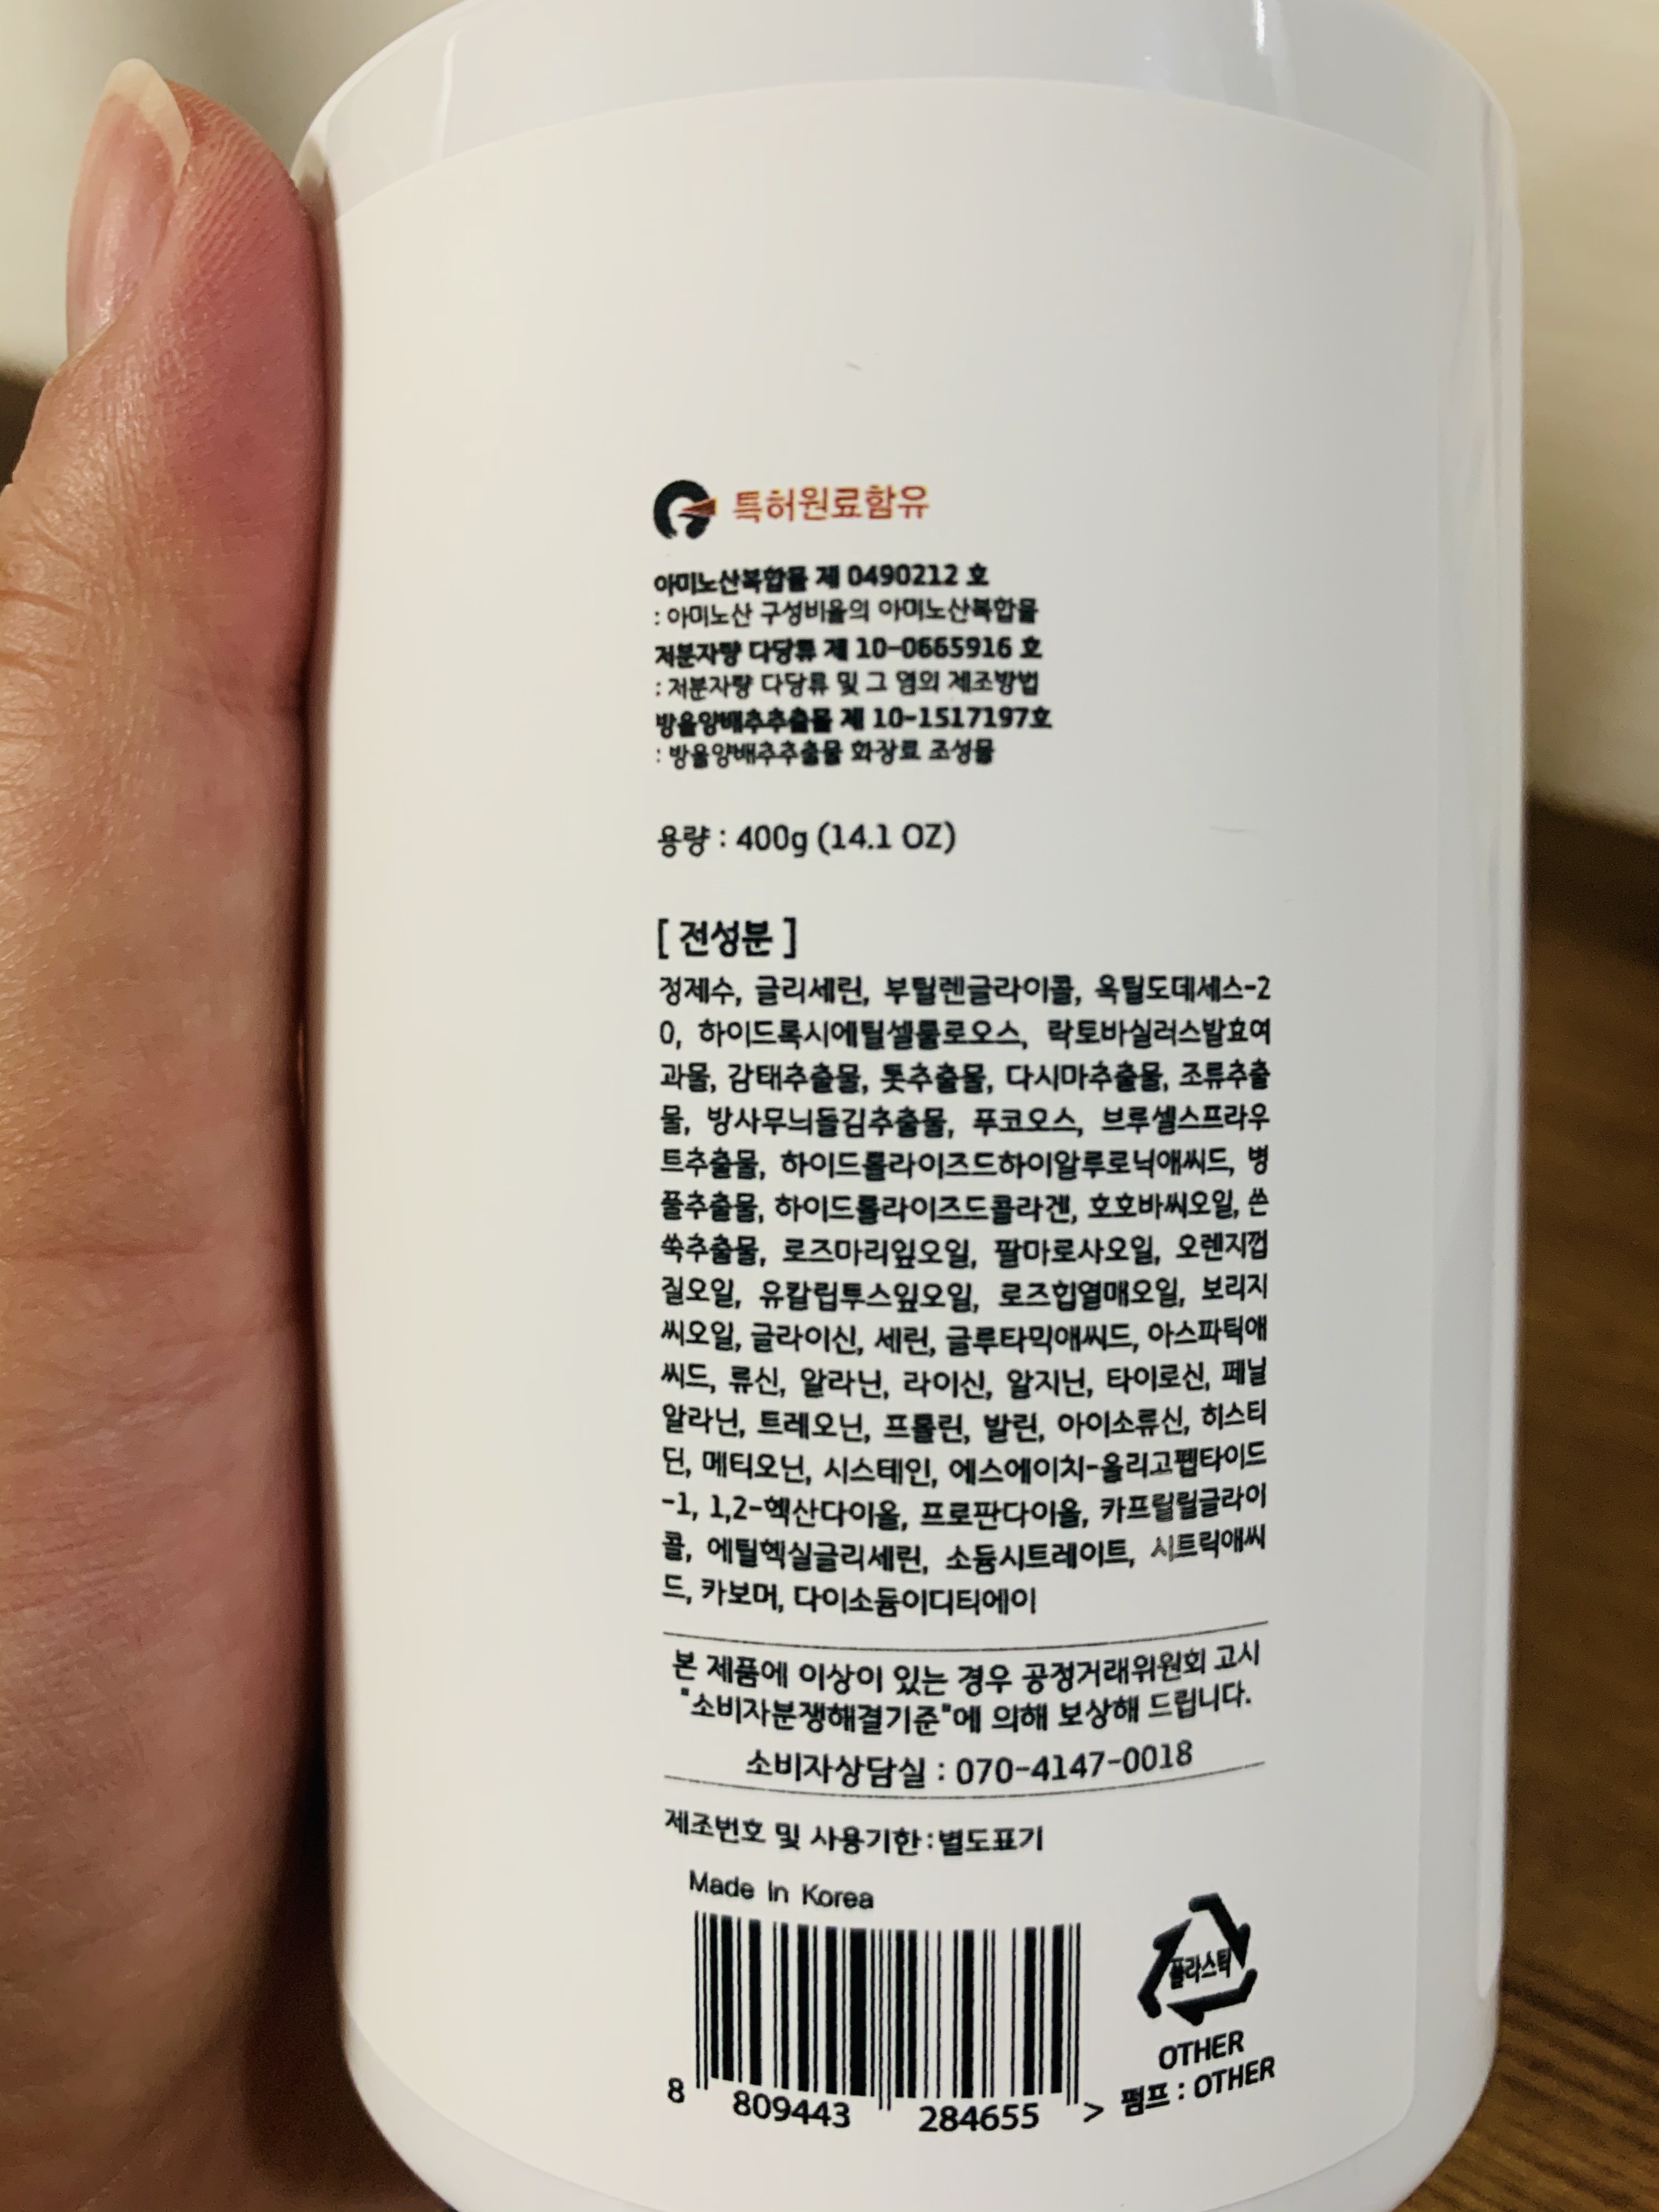 특허원료함유
아미노산복합물 제 0490212 호
: 아미노산 구성비율의 아미노산복합물
저분자량 다당류 제 10-0665916 호
: 저분자량 다당류 및 그 염의 제조방법
방울양배추추출물 제 10-1517197호
: 방울양배추추출물 화장료 조성물
용량 : 400g (14.1 OZ)
[ 전성분 ]
정제수, 글리세린, 부틸렌글라이콜, 옥틸도데세스-2
0, 하이드록시에틸셀룰로오스, 락토바실러스발효여
과물, 감태추출물, 톳추출물, 다시마추출물, 조류추출
물, 방사무늬돌김추출물, 푸코오스, 브루셀스프라우
트추출물, 하이드롤라이즈드하이알루로닉애씨드, 병
풀추출물, 하이드롤라이즈드콜라겐, 호호바씨오일, 쓴
쑥추출물, 로즈마리잎오일, 팔마로사오일, 오렌지껍
질오일, 유칼립투스잎오일, 로즈힙열매오일, 보리지
씨오일, 글라이신, 세린, 글루타믹애씨드, 아스파틱애
씨드, 류신, 알라닌, 라이신, 알지닌, 타이로신, 페닐
알라닌, 트레오닌, 프롤린, 발린, 아이소류신, 히스티
딘, 메티오닌, 시스테인, 에스에이치-올리고펩타이드
-1, 1,2-헥산다이올, 프로판다이올, 카프릴릴글라이
콜, 에틸헥실글리세린, 소듐시트레이트, 시트릭애씨
드, 카보머, 다이소듐이디티에이
본 제품에 이상이 있는 경우 공정거래위원회 고시
"소비자분쟁해결기준"에 의해 보상해 드립니다.
소비자상담실 : 070-4147-0018
제조번호 및 사용기한 : 별도표기
Made In Korea
플라스틱
OTHER
펌프 : OTHER
8 809443 284655 >